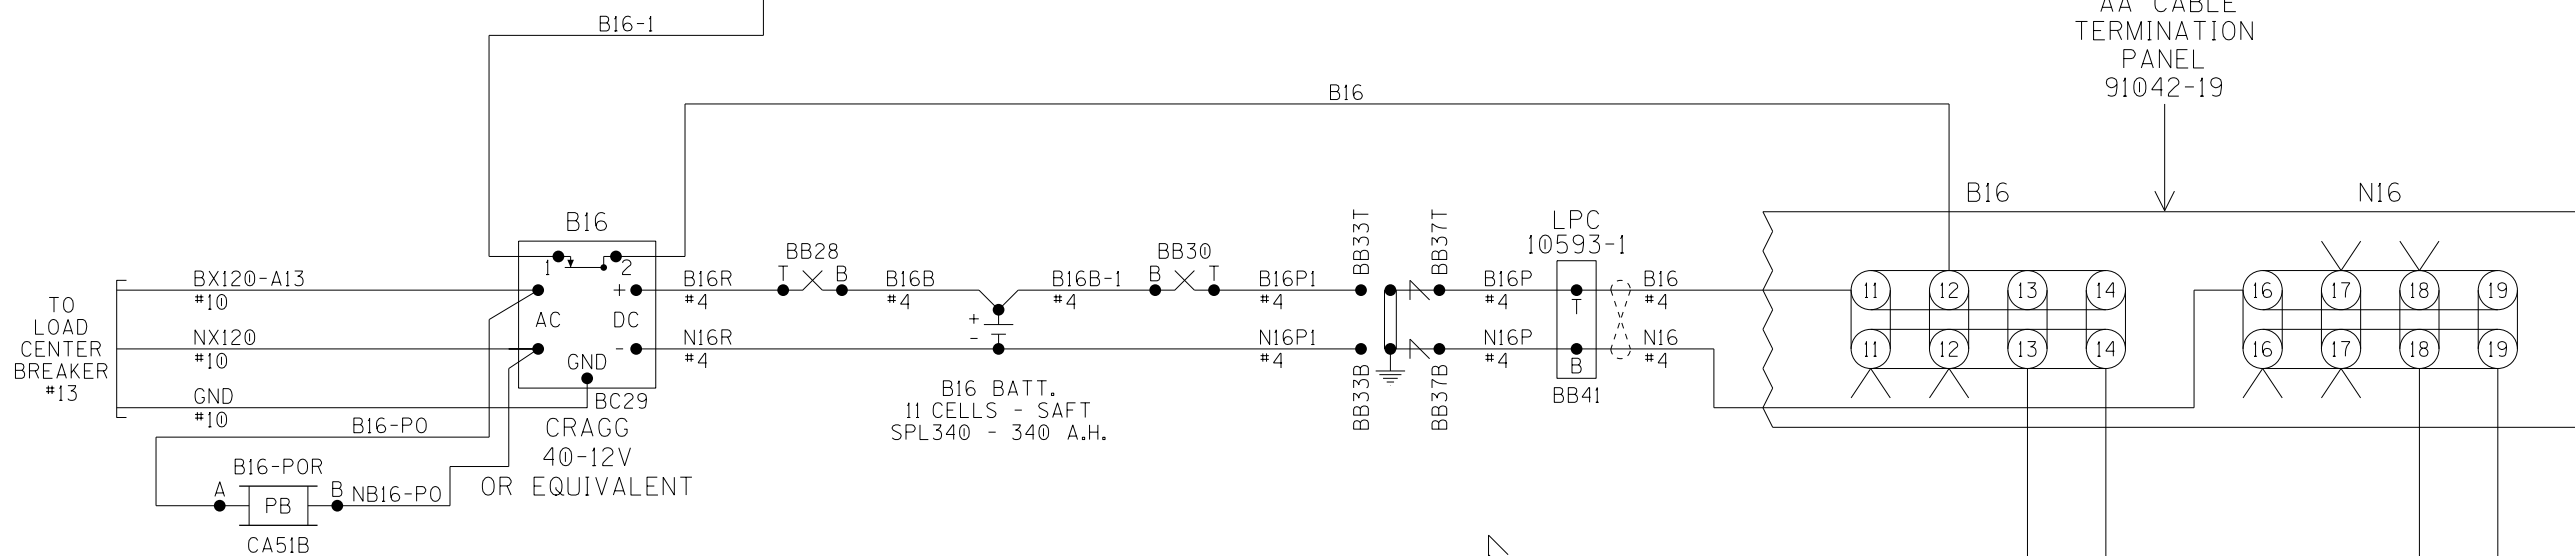 B16-1
AA CABLE
TERMINATION
PANEL
91042-19
B16
B16
N16
B16
1
2
BX120-A13
#10
NX120
#10
GND
#10
TO
LOAD
CENTER
BREAKER
#13
AC
DC
+
-
GND
BC29
CRAGG
40-12V
OR EQUIVALENT
B16-PO
B16-POR
A
PB
B
NB16-PO
CA51B
B16R
#4
N16R
#4
BB28
T
B
B16B
#4
+
-
B16 BATT.
11 CELLS - SAFT
SPL340 - 340 A.H.
B16B-1
#4
BB30
B
T
B16P1
#4
N16P1
#4
BB33T
BB33B
BB37T
BB37B
B16P
#4
N16P
#4
LPC
10593-1
T
B
BB41
B16
#4
N16
#4
11
12
13
14
11
12
13
14
16
17
18
19
16
17
18
19